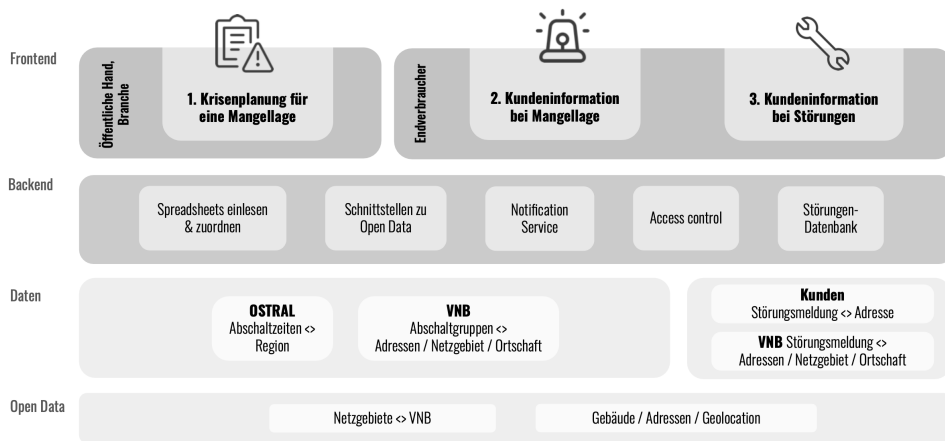 Frontend
Öffentliche Hand,
Branche
1. Krisenplanung für
eine Mangellage
Endverbraucher
2. Kundeninformation
bei Mangellage
3. Kundeninformation
bei Störungen
Backend
Spreadsheets einlesen
& zuordnen
Schnittstellen zu
Open Data
Notification
Service
Access control
Störungen-
Datenbank
Daten
OSTRAL
Abschaltzeiten <>
Region
VNB
Abschaltgruppen <>
Adressen / Netzgebiet / Ortschaft
Kunden
Störungsmeldung <> Adresse
VNB Störungsmeldung <>
Adressen / Netzgebiet / Ortschaft
Open Data
Netzgebiete <> VNB
Gebäude / Adressen / Geolocation